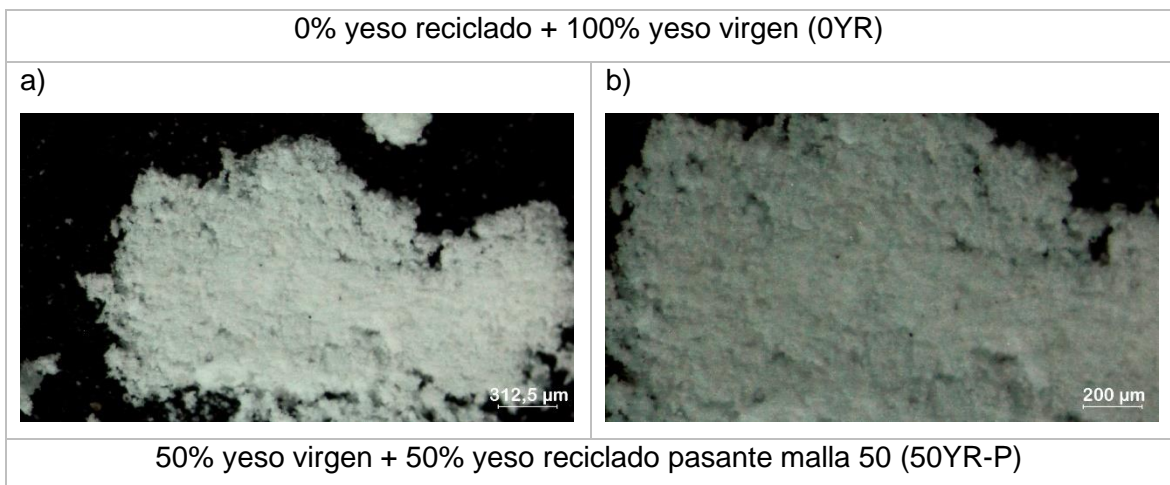 0% yeso reciclado + 100% yeso virgen (0YR)
a)
b)
312,5 µm
200 µm
50% yeso virgen + 50% yeso reciclado pasante malla 50 (50YR-P)